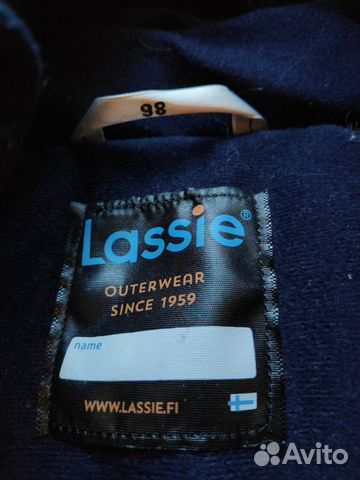 98
Lassie®
OUTERWEAR
SINCE 1959
name
WWW.LASSIE.FI
Avito